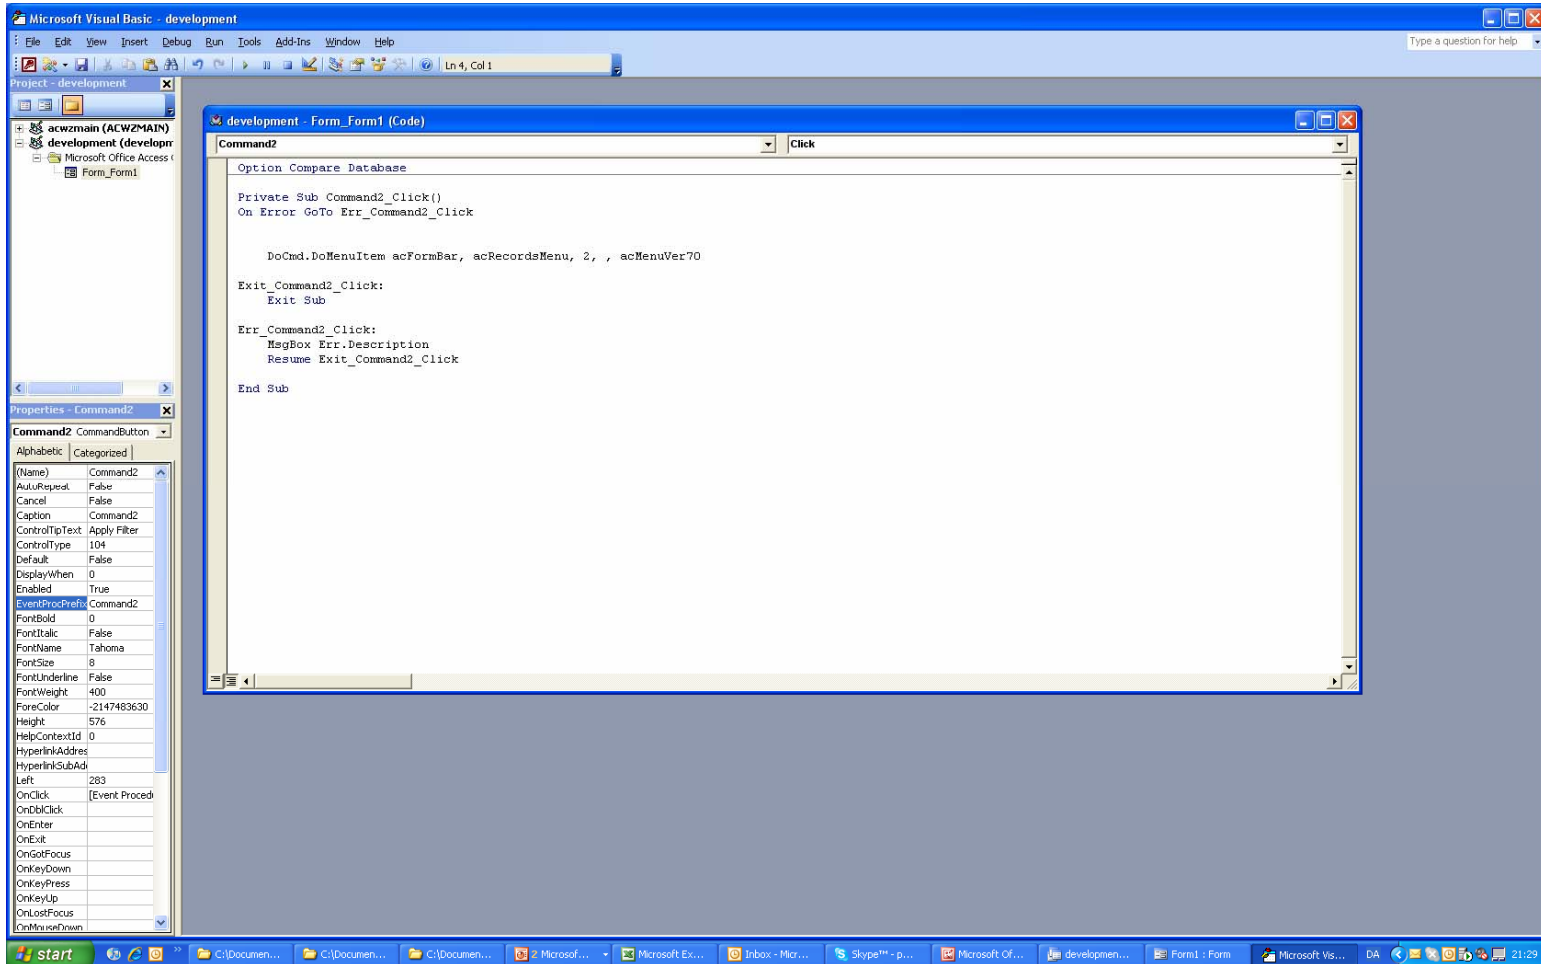 Microsoft Visual Basic - development
File Edit View Insert Debug Run Tools Add-Ins Window Help
Type a question for help
Ln 4, Col 1
Project - development
acwzmain (ACWZMAIN)
development (developm
Microsoft Office Access
Form_Form1
development - Form_Form1 (Code)
Command2
Click
Option Compare Database
Private Sub Command2_Click()
On Error GoTo Err_Command2_Click
DoCmd.DoMenuItem acFormBar, acRecordsMenu, 2, , acMenuVer70
Exit_Command2_Click:
Exit Sub
Err_Command2_Click:
MsgBox Err.Description
Resume Exit_Command2_Click
End Sub
Properties - Command2
Command2 CommandButton
Alphabetic Categorized
(Name) Command2
AutoRepeat False
Cancel False
Caption Command2
ControlTipText Apply Filter
ControlType 104
Default False
DisplayWhen 0
Enabled True
EventProcPrefix Command2
FontBold 0
FontItalic False
FontName Tahoma
FontSize 8
FontUnderline False
FontWeight 400
ForeColor -2147483630
Height 576
HelpContextId 0
HyperlinkAddres
HyperlinkSubAd
Left 283
OnClick [Event Procedu
OnDblClick
OnEnter
OnExit
OnGotFocus
OnKeyDown
OnKeyPress
OnKeyUp
OnLostFocus
OnMouseDown
start
C:\Documen...
C:\Documen...
C:\Documen...
2 Microsof...
Microsoft Ex...
Inbox - Micr...
Skype™ - p...
Microsoft Of...
developmen...
Form1 : Form
Microsoft Vis...
DA
21:29